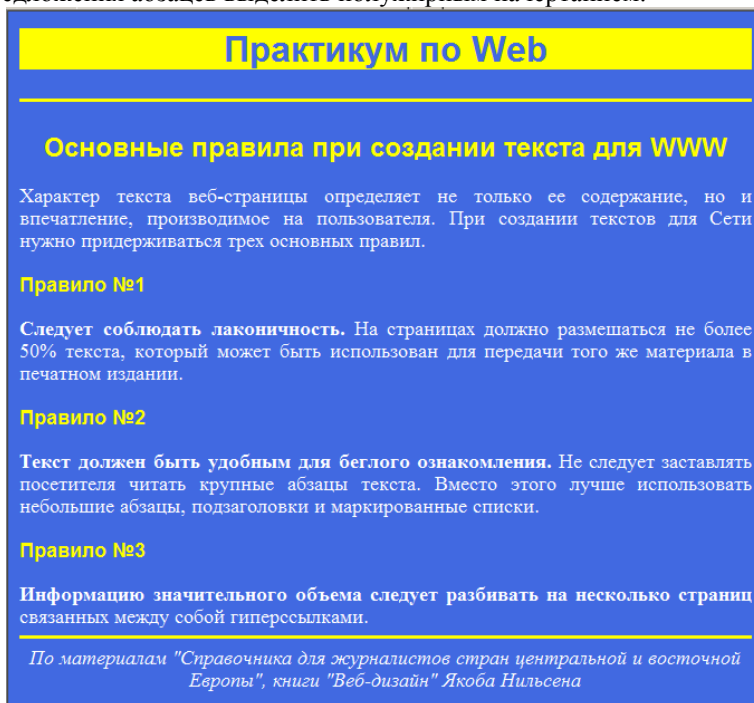 абзацев выделить полужирным начертанием.
Практикум по Web
Основные правила при создании текста для WWW
Характер текста веб-страницы определяет не только ее содержание, но и
впечатление, производимое на пользователя. При создании текстов для Сети
нужно придерживаться трех основных правил.
Правило №1
Следует соблюдать лаконичность. На страницах должно размешаться не более
50% текста, который может быть использован для передачи того же материала в
печатном издании.
Правило №2
Текст должен быть удобным для беглого ознакомления. Не следует заставлять
посетителя читать крупные абзацы текста. Вместо этого лучше использовать
небольшие абзацы, подзаголовки и маркированные списки.
Правило №3
Информацию значительного объема следует разбивать на несколько страниц
связанных между собой гиперссылками.
По материалам "Справочника для журналистов стран центральной и восточной
Европы", книги "Веб-дизайн" Якоба Нильсена